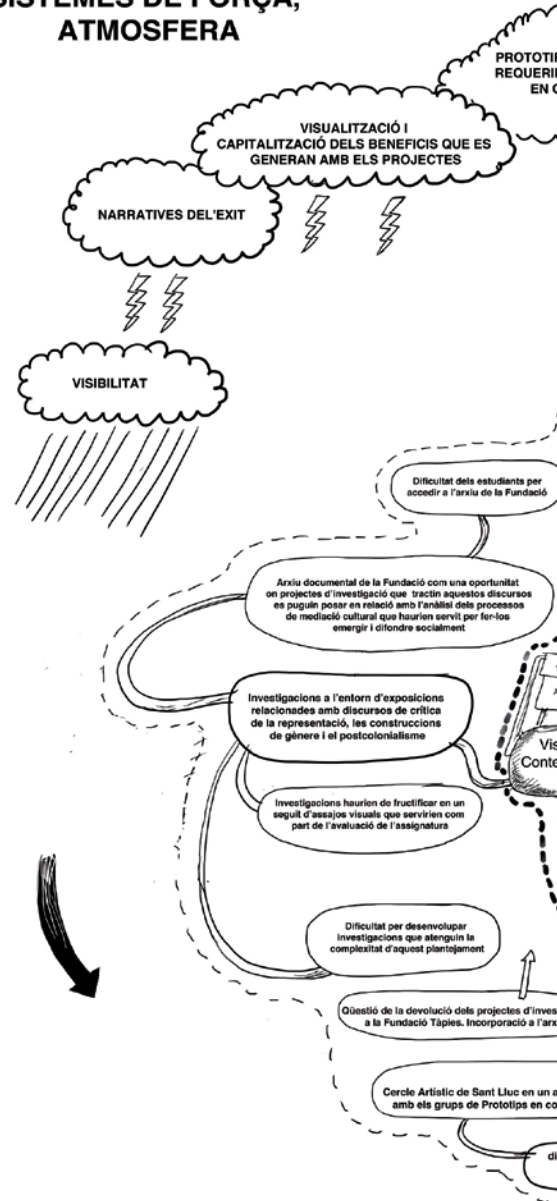 SISTEMES DE FORÇA,
ATMOSFERA
PROTOTIP
REQUERI
EN C
VISUALITZACIÓ I
CAPITALITZACIÓ DELS BENEFICIS QUE ES
GENERAN AMB ELS PROJECTES
NARRATIVES DEL'EXIT
VISIBILITAT
Dificultat dels estudiants per
accedir a l'arxiu de la Fundació
Arxiu documental de la Fundació com una oportunitat
on projectes d'investigació que tractin aquestos discursos
es puguin posar en relació amb l'anàlisi dels processos
de mediació cultural que haurien servit per fer-los
emergir i difondre socialment
Investigacions a l'entorn d'exposicions
relacionades amb discursos de crítica
de la representació, les construccions
de gènere i el postcolonialisme
Vis
Conte
Investigacions haurien de fructificar en un
seguit d'assajos visuals que servirien com
part de l'avaluació de l'assignatura
Dificultat per desenvolupar
investigacions que atenguin la
complexitat d'aquest plantejament
Qüestió de la devolució dels projectes d'inves
a la Fundació Tàpies. Incorporació a l'arx
Cercle Artístic de Sant Lluc en un a
amb els grups de Prototips en co
di